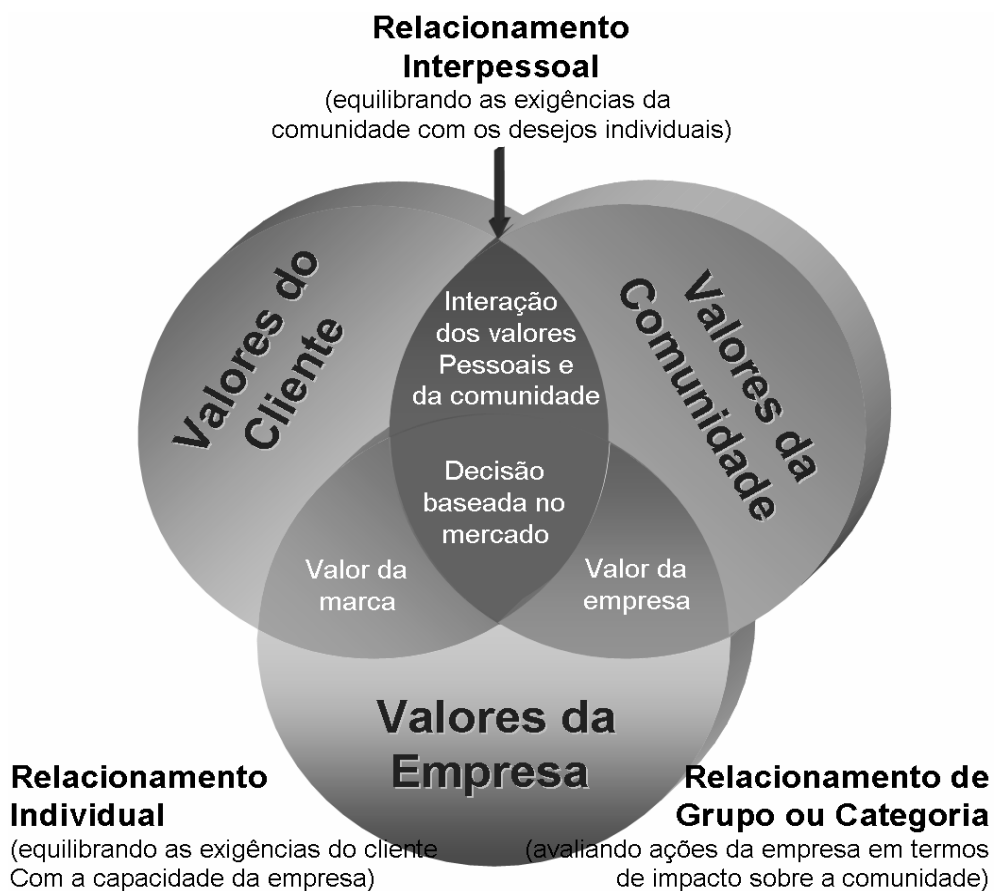 Relacionamento
Interpessoal
(equilibrando as exigências da
comunidade com os desejos individuais)
Valores do
Cliente
Valores da
Comunidade
Interação
dos valores
Pessoais e
da comunidade
Decisão
baseada no
mercado
Valor da
marca
Valor da
empresa
Valores da
Empresa
Relacionamento
Individual
(equilibrando as exigências do cliente
Com a capacidade da empresa)
Relacionamento de
Grupo ou Categoria
(avaliando ações da empresa em termos
de impacto sobre a comunidade)